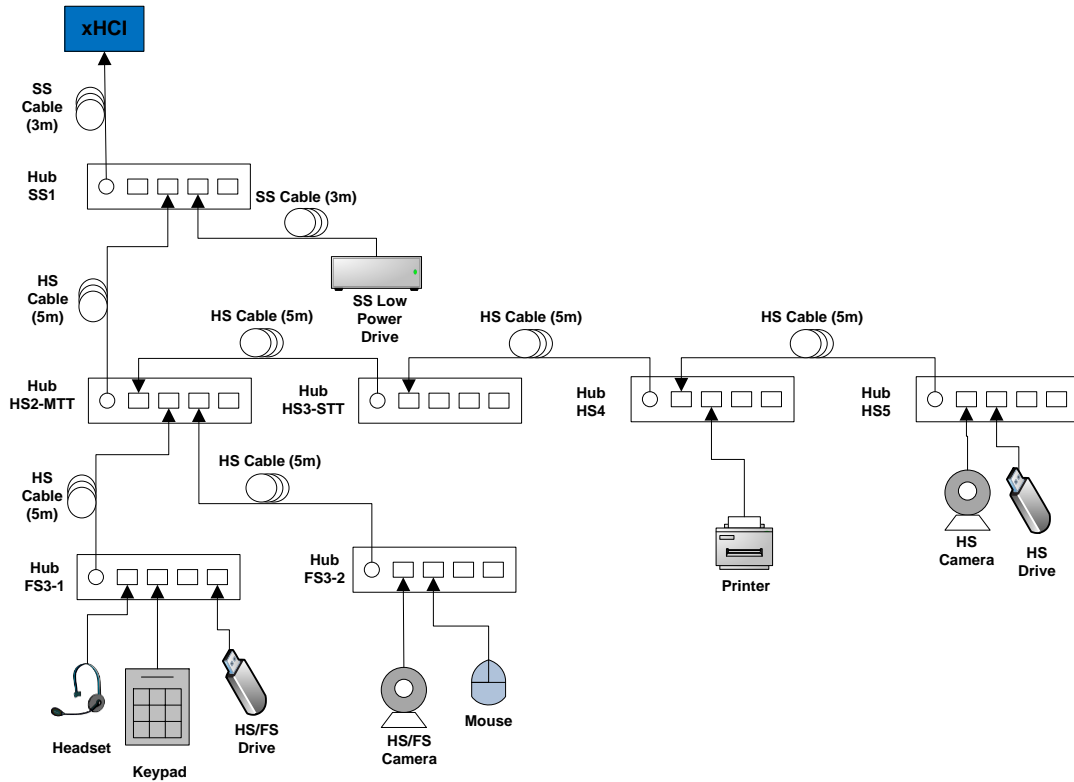 xHCI
SS
Cable
(3m)
Hub
SS1
SS Cable (3m)
SS Low
Power
Drive
HS
Cable
(5m)
HS Cable (5m)
HS Cable (5m)
HS Cable (5m)
Hub
HS2-MTT
Hub
HS3-STT
Hub
HS4
Hub
HS5
HS
Cable
(5m)
HS Cable (5m)
Printer
HS
Camera
HS
Drive
Hub
FS3-1
Hub
FS3-2
Headset
Keypad
HS/FS
Drive
HS/FS
Camera
Mouse